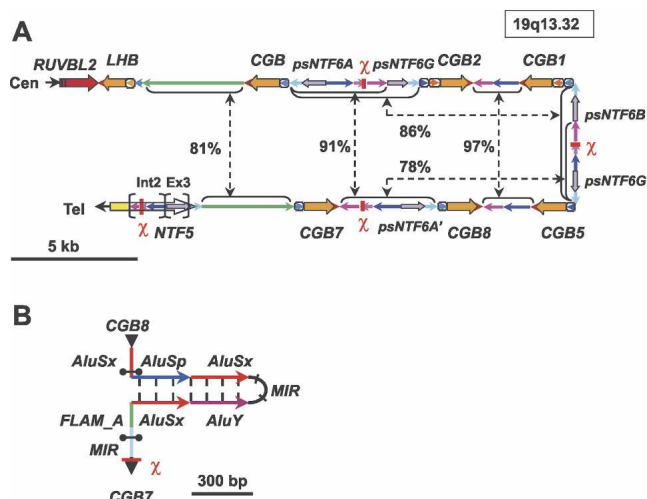 19q13.32
A
RUVBL2 LHB CGB psNTF6A χ psNTF6G CGB2 CGB1
Cen
psNTF6B
86%
81% 91% 97% χ
78%
psNTF6G
Int2 Ex3
Tel
χ NTF5 CGB7 χ psNTF6A' CGB8 CGB5
5 kb
B
CGB8
AluSx AluSp AluSx
MIR
FLAM_A AluSx AluY
MIR
χ
300 bp
CGB7